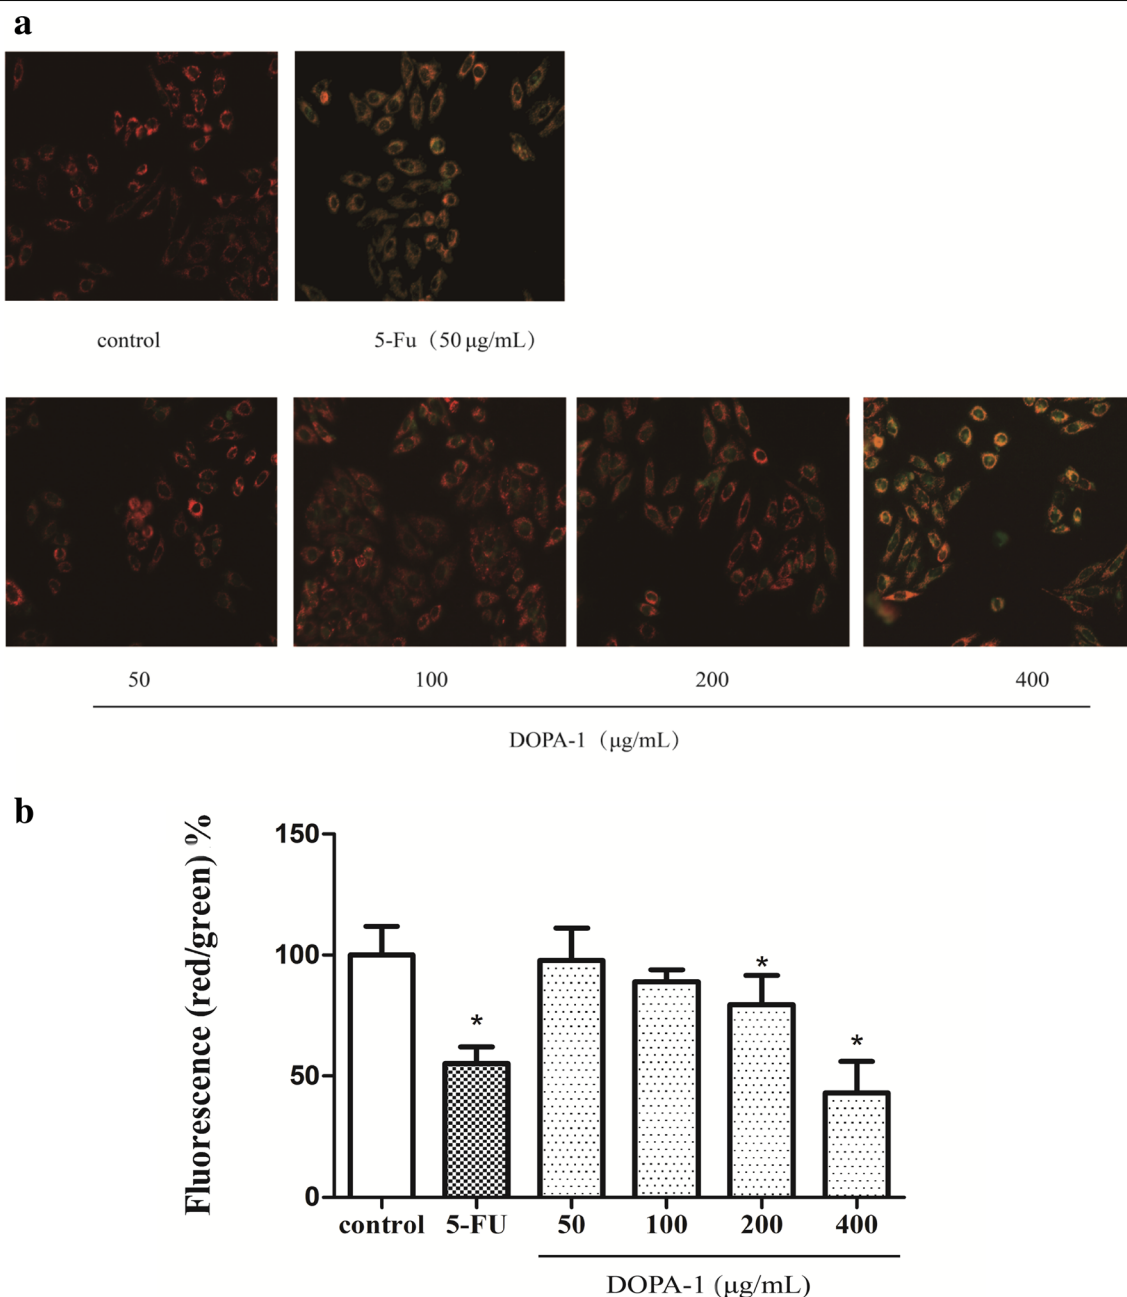 a
control
5-Fu（50 μg/mL）
50 100 200 400
DOPA-1（μg/mL）
b
Fluorescence (red/green) %
150
100
50
0
*
*
*
control 5-FU 50 100 200 400
DOPA-1 (μg/mL)